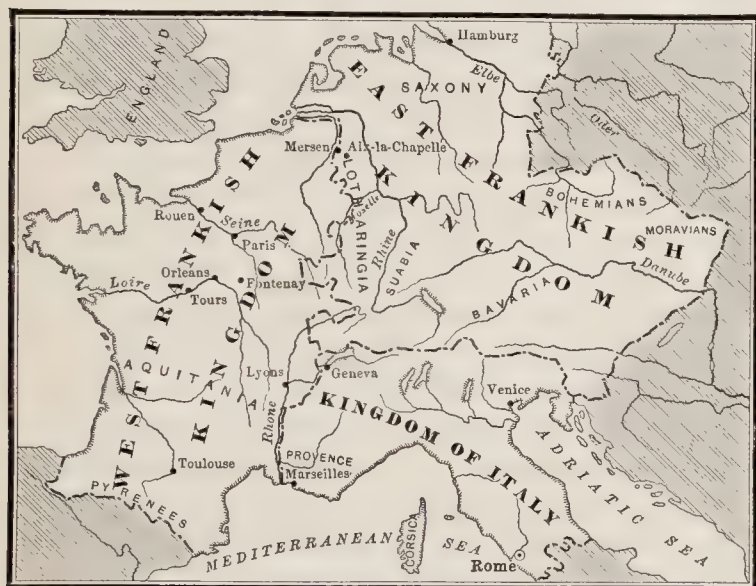 Hamburg
ENGLAND
Elbe
SAXONY
Oder
EAST FRANKISH
KINGDOM
Mersen
Aix-la-Chapelle
LOTHARINGIA
Moselle
BOHEMIANS
Rouen
Seine
MORAVIANS
Paris
Rhine
SUABIA
Danube
Orleans
Fontenay
Loire
Tours
BAVARIA
WEST FRANKISH
KINGDOM
AQUITANIA
Lyons
Geneva
Venice
KINGDOM OF ITALY
Rhone
ADRIATIC SEA
PROVENCE
Toulouse
Marseilles
PYRENEES
MEDITERRANEAN SEA
CORSICA
Rome